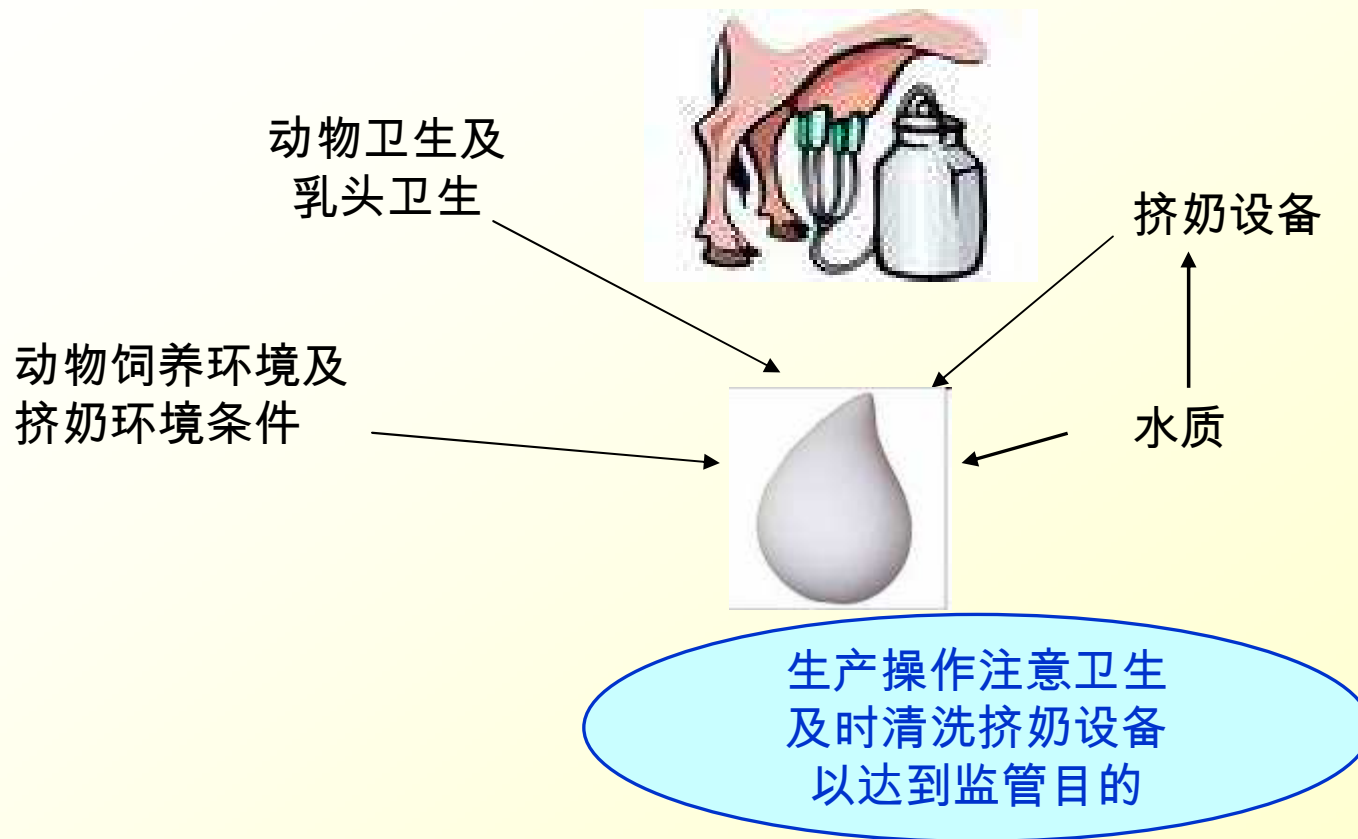 动物卫生及
乳头卫生
挤奶设备
动物饲养环境及
挤奶环境条件
水质
生产操作注意卫生
及时清洗挤奶设备
以达到监管目的